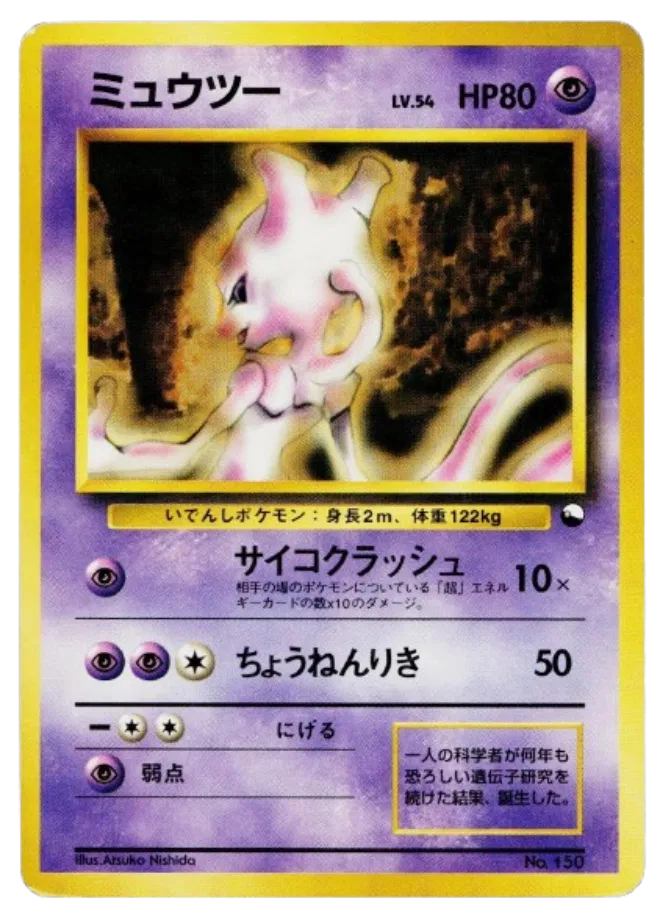 ミュウツー LV.54 HP80
いでんしポケモン：身長2m、体重122kg
サイコクラッシュ 10×
相手の場のポケモンについている「超」エネル
ギーカードの数x10のダメージ。
ちょうねんりき 50
ー にげる
弱点
一人の科学者が何年も
恐ろしい遺伝子研究を
続けた結果、誕生した。
illus.Atsuko Nishida No. 150